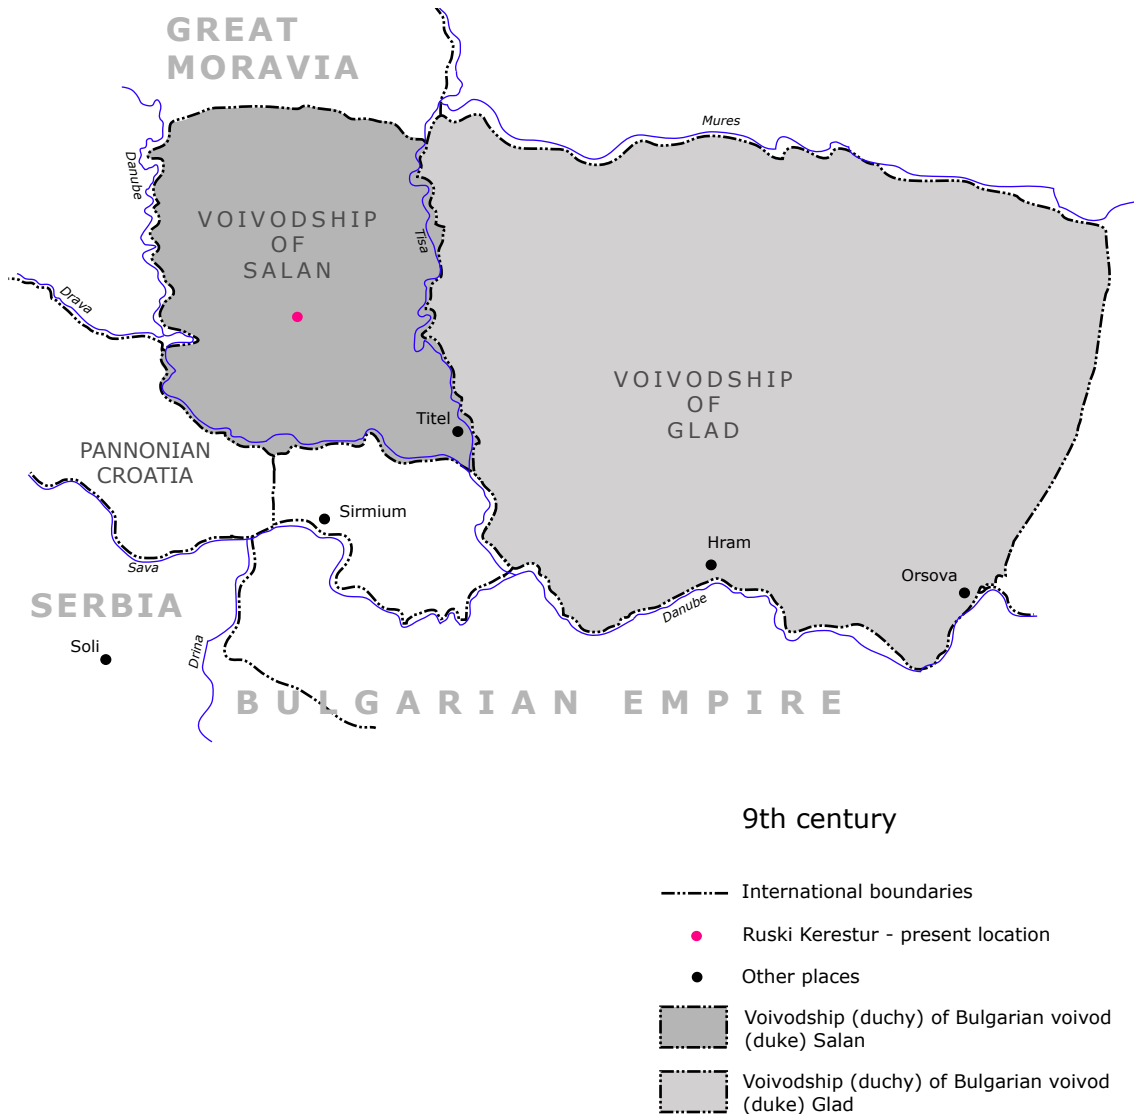 GREAT
MORAVIA
Mures
Danube
VOIVODSHIP
OF
SALAN
Tisa
Drava
VOIVODSHIP
OF
GLAD
Titel
PANNONIAN
CROATIA
Sirmium
Hram
Sava
Orsova
SERBIA
Danube
Soli
Drina
BULGARIAN EMPIRE
9th century
International boundaries
Ruski Kerestur - present location
Other places
Voivodship (duchy) of Bulgarian voivod
(duke) Salan
Voivodship (duchy) of Bulgarian voivod
(duke) Glad